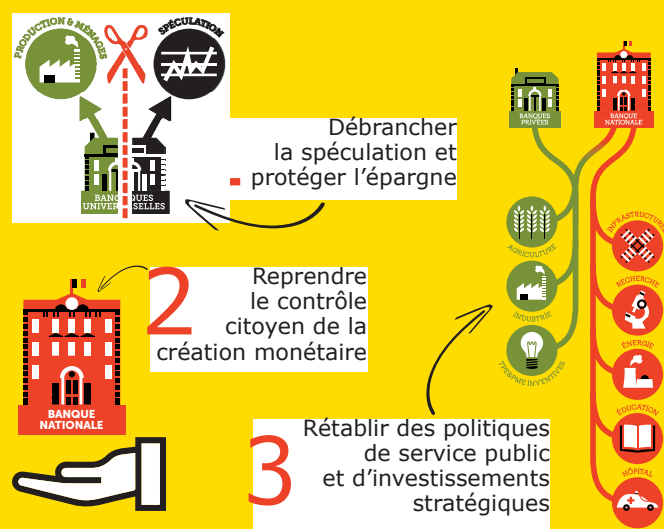 PRODUCTION & MÉNAGES
SPÉCULATION
BANQUES
UNIVERSELLES
Débrancher
la spéculation et
protéger l'épargne
2
Reprendre
le contrôle
citoyen de la
création monétaire
BANQUE
NATIONALE
3
Rétablir des politiques
de service public
et d'investissements
stratégiques
BANQUES
PRIVÉES
BANQUE
NATIONALE
AGRICULTURE
INDUSTRIE
TPE&PME INVENTIVES
INFRASTRUCTURE
RECHERCHE
ÉNERGIE
ÉDUCATION
HÔPITAL